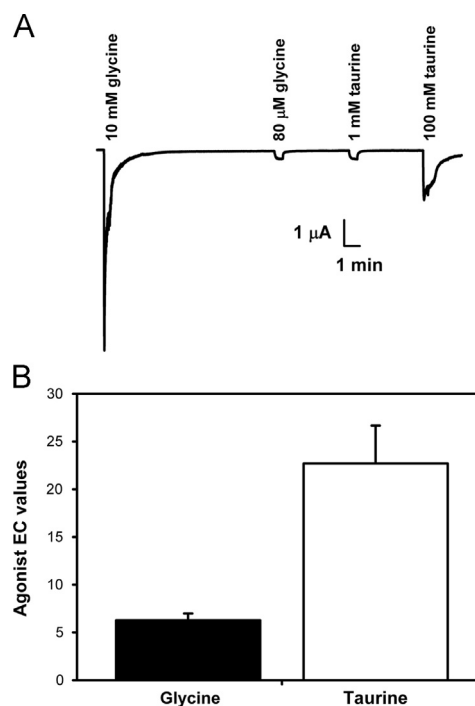 A
10 mM glycine
80 μM glycine
1 mM taurine
100 mM taurine
1 μA
1 min
B
Agonist EC values
30
25
20
15
10
5
0
Glycine
Taurine